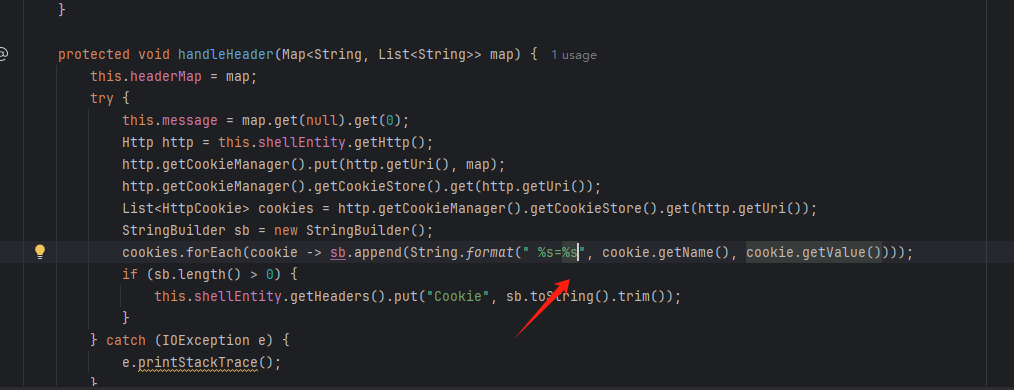 }
protected void handleHeader(Map<String, List<String>> map) { 1 usage
this.headerMap = map;
try {
this.message = map.get(null).get(0);
Http http = this.shellEntity.getHttp();
http.getCookieManager().put(http.getUri(), map);
http.getCookieManager().getCookieStore().get(http.getUri());
List<HttpCookie> cookies = http.getCookieManager().getCookieStore().get(http.getUri());
StringBuilder sb = new StringBuilder();
cookies.forEach(cookie -> sb.append(String.format(" %s=%s", cookie.getName(), cookie.getValue())));
if (sb.length() > 0) {
this.shellEntity.getHeaders().put("Cookie", sb.toString().trim());
}
} catch (IOException e) {
e.printStackTrace();
}